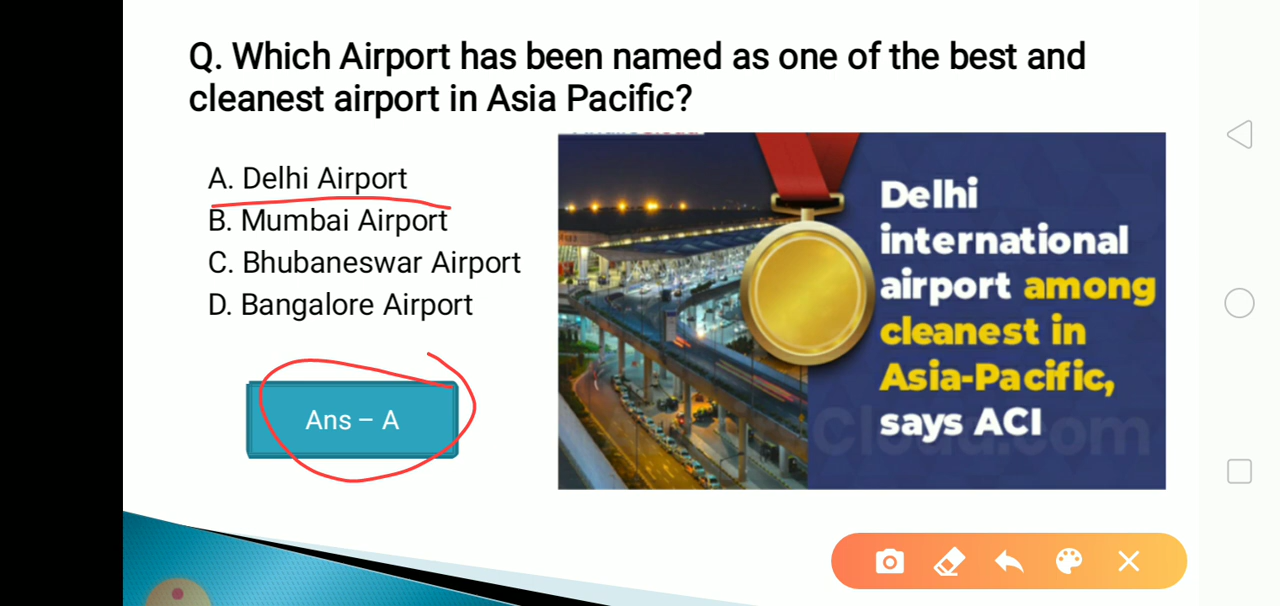 Q. Which Airport has been named as one of the best and
cleanest airport in Asia Pacific?
A. Delhi Airport
B. Mumbai Airport
C. Bhubaneswar Airport
D. Bangalore Airport
Ans – A
Delhi
international
airport among
cleanest in
Asia-Pacific,
says ACI